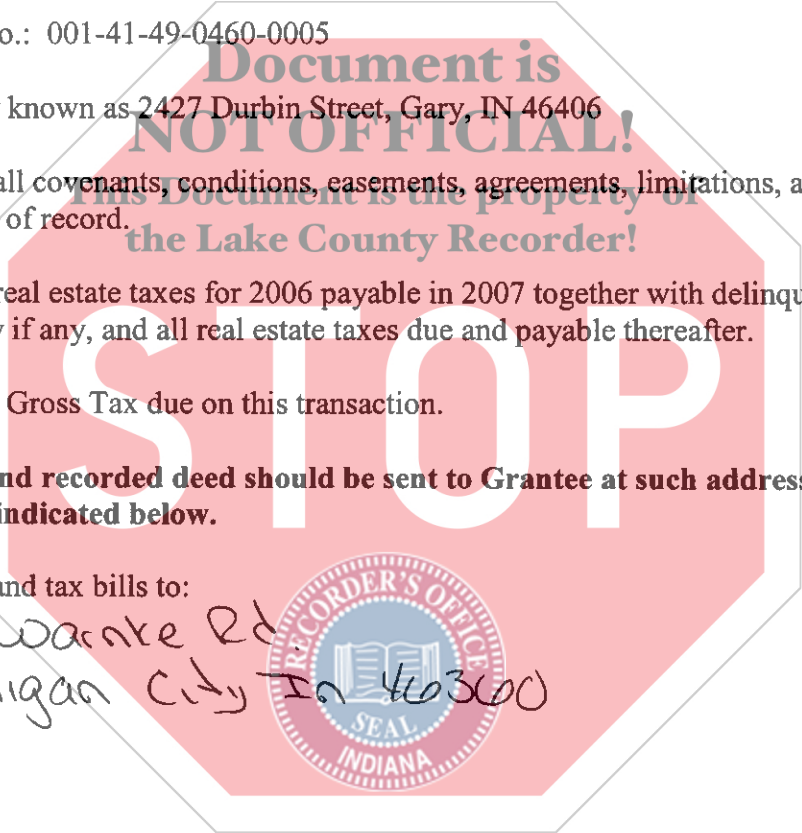 o.: 001-41-49-0460-0005
Document is
known as 2427 Durbin Street, Gary, IN 46406
NOT OFFICIAL!
all covenants, conditions, easements, agreements, limitations, a
This Document is the property of
of record.
the Lake County Recorder!
real estate taxes for 2006 payable in 2007 together with delinqu
if any, and all real estate taxes due and payable thereafter.
STOP
Gross Tax due on this transaction.
nd recorded deed should be sent to Grantee at such address
indicated below.
and tax bills to:
Warnke Rd.
igan City In 46360
RECORDER'S OFFICE
SEAL
INDIANA